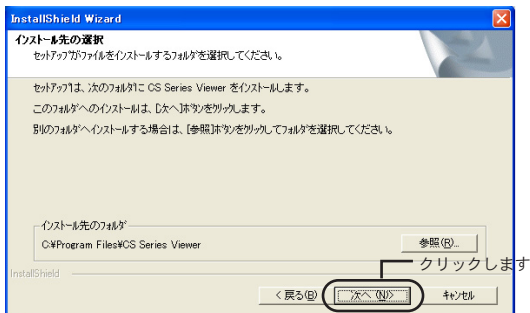 InstallShield Wizard
インストール先の選択
セットアップがファイルをインストールするフォルダを選択してください。
セットアップは、次のフォルダに CS Series Viewer をインストールします。
このフォルダへのインストールは、[次へ]ボタンをクリックします。
別のフォルダへインストールする場合は、[参照]ボタンをクリックしてフォルダを選択してください。
インストール先のフォルダ
C:¥Program Files¥CS Series Viewer
参照(R)...
クリックします
InstallShield
< 戻る(B)
次へ (N)>
キャンセル